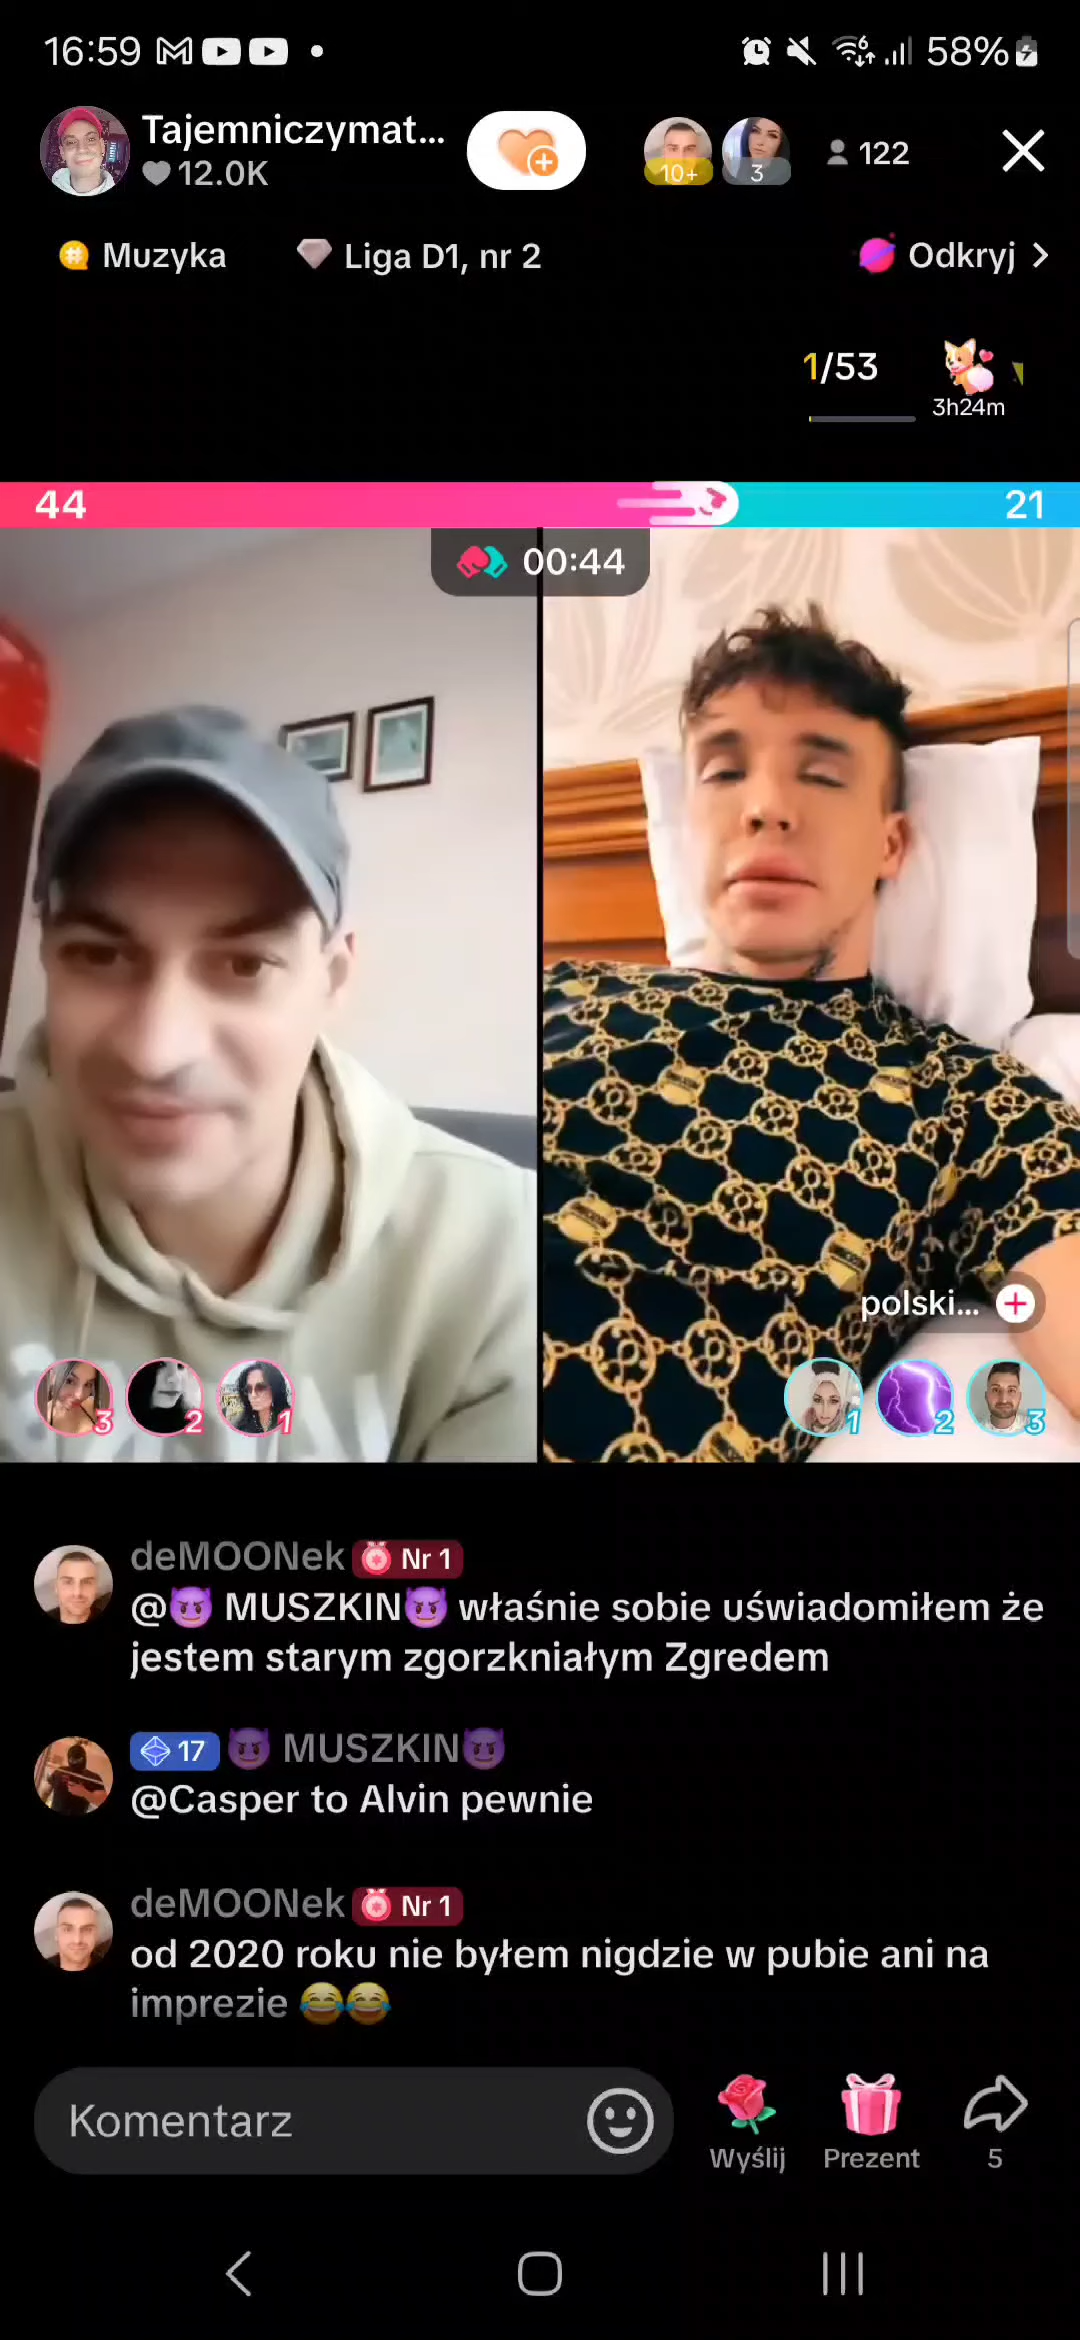 16:59
58%
Tajemniczymat...
12.0K
10+
3
122
Muzyka
Liga D1, nr 2
Odkryj
1/53
3h24m
44
21
00:44
polski...
3
2
1
1
2
3
deMOONek Nr 1
@😈 MUSZKIN😈 właśnie sobie uświadomiłem że
jestem starym zgorzkniałym Zgredem
17 😈 MUSZKIN😈
@Casper to Alvin pewnie
deMOONek Nr 1
od 2020 roku nie byłem nigdzie w pubie ani na
imprezie 😂😂
Komentarz
Wyślij
Prezent
5